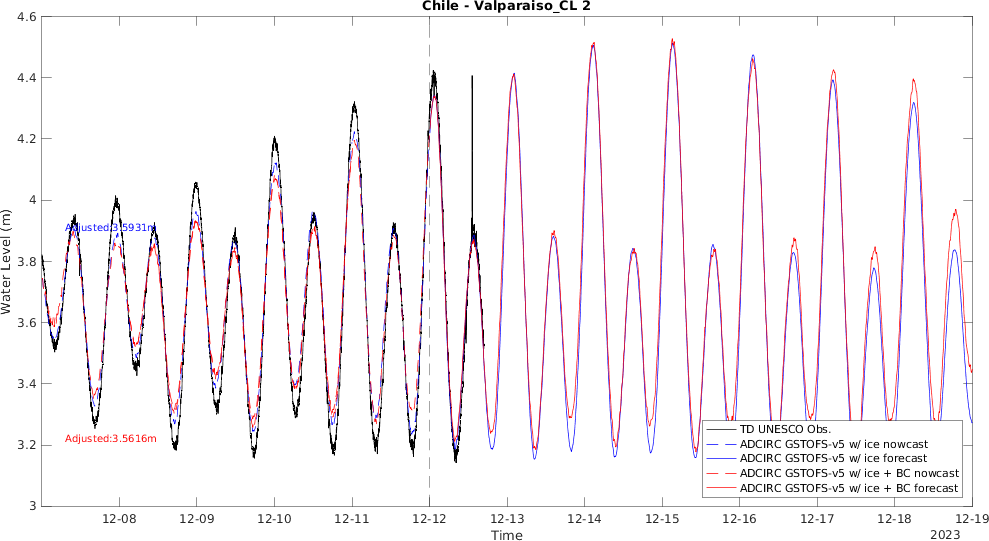 Chile - Valparaiso_CL 2
4.6
4.4
4.2
4
3.8
3.6
3.4
3.2
3
Water Level (m)
Adjusted:3.5931m
Adjusted:3.5616m
TD UNESCO Obs.
ADCIRC GSTOFS-v5 w/ ice nowcast
ADCIRC GSTOFS-v5 w/ ice forecast
ADCIRC GSTOFS-v5 w/ ice + BC nowcast
ADCIRC GSTOFS-v5 w/ ice + BC forecast
12-08 12-09 12-10 12-11 12-12 12-13 12-14 12-15 12-16 12-17 12-18 12-19
Time
2023